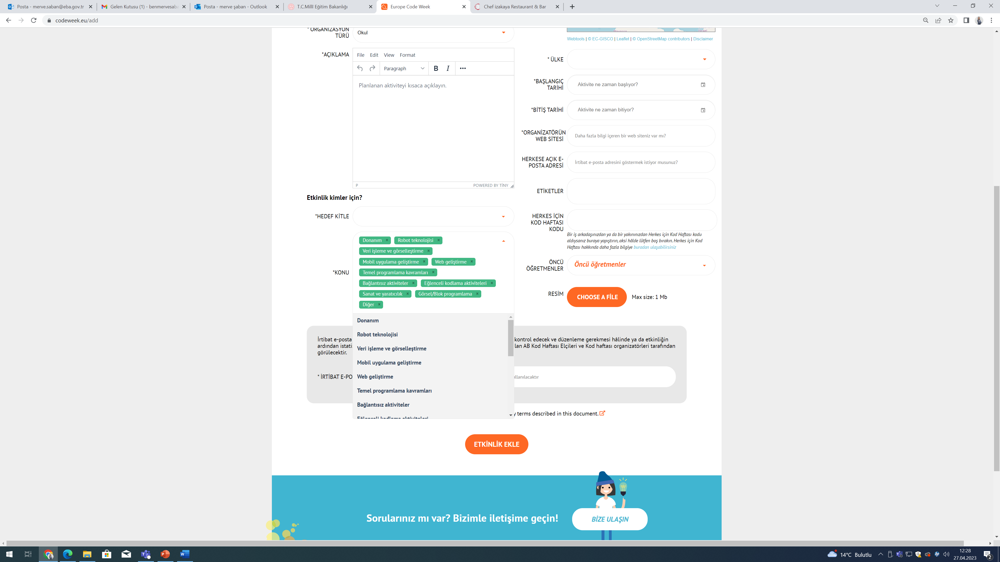 Posta - merve.saban@eba.gov.tr
Gelen Kutusu (1) - benmervesaba
Posta - merve şaban - Outlook
T.C.Millî Eğitim Bakanlığı
Europe Code Week
Chef izakaya Restaurant & Bar
codeweek.eu/add
* ORGANİZASYON
TÜRÜ
Okul
*AÇIKLAMA
File Edit View Format
Paragraph B I
Planlanan aktiviteyi kısaca açıklayın.
P
POWERED BY TİNY
Etkinlik kimler için?
*HEDEF KİTLE
*KONU
Donanım × Robot teknolojisi ×
Veri işleme ve görselleştirme ×
Mobil uygulama geliştirme × Web geliştirme ×
Temel programlama kavramları ×
Bağlantısız aktiviteler × Eğlenceli kodlama aktiviteleri ×
Sanat ve yaratıcılık × Görsel/Blok programlama ×
Diğer ×
Donanım
Robot teknolojisi
Veri işleme ve görselleştirme
Mobil uygulama geliştirme
Web geliştirme
Temel programlama kavramları
Bağlantısız aktiviteler
Eğlenceli kodlama aktiviteleri
Morocco
Israel
Webtools | © EC-GISCO | Leaflet | © OpenStreetMap contributors | Disclaimer
* ÜLKE
*BAŞLANGIÇ
TARİHİ
Aktivite ne zaman başlıyor?
*BİTİŞ TARİHİ
Aktivite ne zaman bitiyor?
*ORGANİZATÖRÜN
WEB SİTESİ
Daha fazla bilgi içeren bir web siteniz var mı?
HERKESE AÇIK E-
POSTA ADRESİ
İrtibat e-posta adresini göstermek istiyor musunuz?
ETİKETLER
HERKES İÇİN
KOD HAFTASI
KODU
Bir iş arkadaşınızdan ya da bir yakınınızdan Herkes için Kod Haftası kodu
aldıysanız buraya yapıştırın, aksi hâlde lütfen boş bırakın. Herkes için Kod
Haftası hakkında daha fazla bilgiye buradan ulaşabilirsiniz
ÖNCÜ
ÖĞRETMENLER
Öncü öğretmenler
RESİM
CHOOSE A FİLE
Max size: 1 Mb
İrtibat e-posta kontrol edecek ve düzenleme gerekmesi hâlinde ya da etkinliğin
ardından istati lan AB Kod Haftası Elçileri ve Kod haftası organizatörleri tarafından
görülecektir.
* İRTİBAT E-PO
ıllanılacaktır
y terms described in this document.
ETKİNLİK EKLE
Sorularınız mı var? Bizimle iletişime geçin!
BİZE ULAŞIN
14°C Bulutlu
12:28
27.04.2023
2